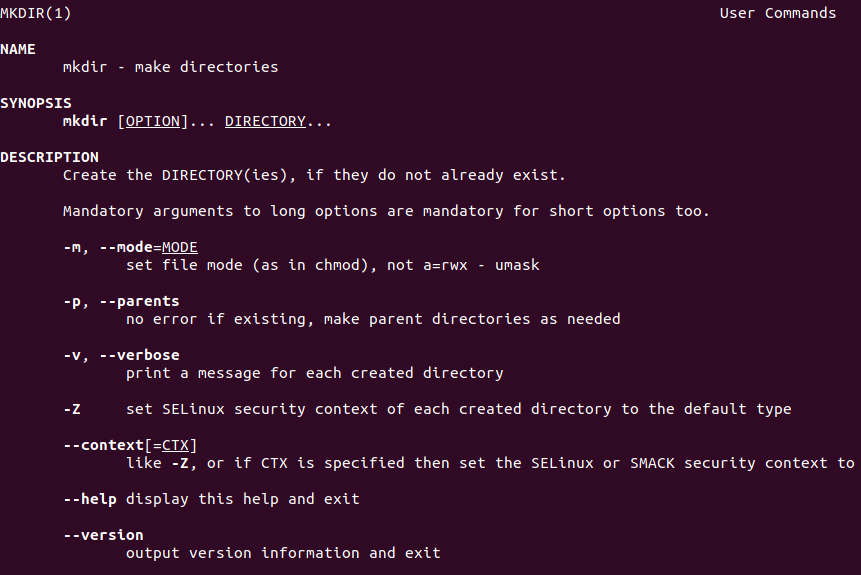 MKDIR(1) User Commands
NAME
mkdir - make directories
SYNOPSIS
mkdir [OPTION]... DIRECTORY...
DESCRIPTION
Create the DIRECTORY(ies), if they do not already exist.
Mandatory arguments to long options are mandatory for short options too.
-m, --mode=MODE
set file mode (as in chmod), not a=rwx - umask
-p, --parents
no error if existing, make parent directories as needed
-v, --verbose
print a message for each created directory
-Z set SELinux security context of each created directory to the default type
--context[=CTX]
like -Z, or if CTX is specified then set the SELinux or SMACK security context to
--help display this help and exit
--version
output version information and exit